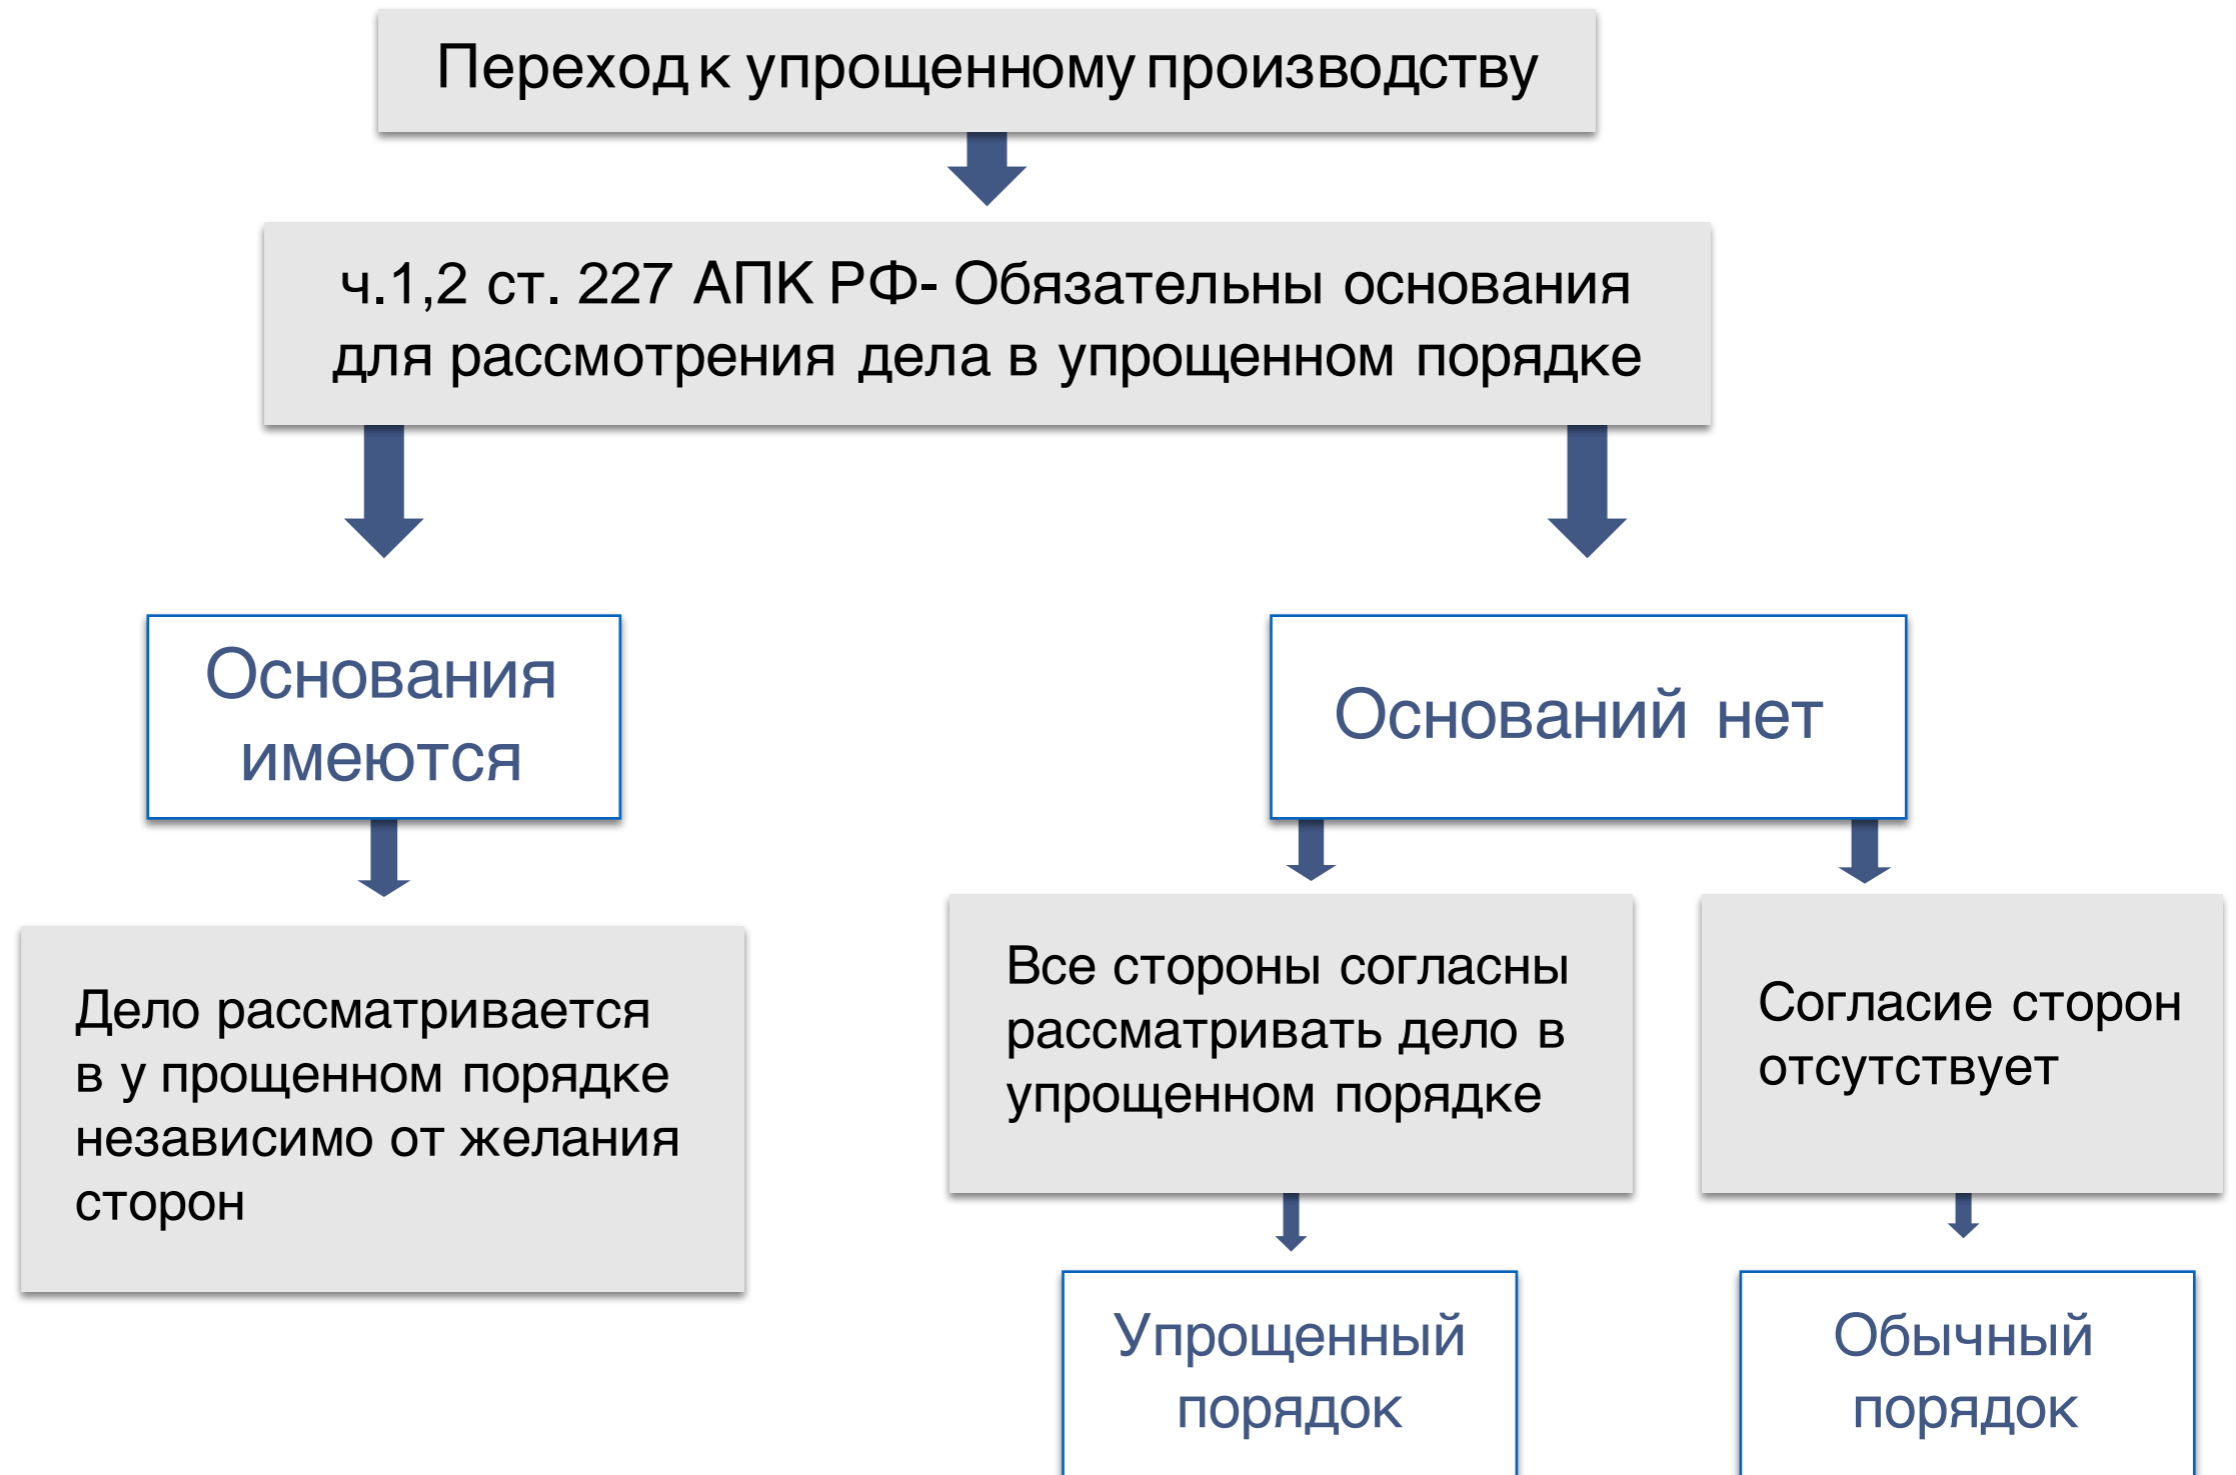 Переход к упрощенному производству
ч.1,2 ст. 227 АПК РФ- Обязательны основания
для рассмотрения дела в упрощенном порядке
Основания
имеются
Оснований нет
Дело рассматривается
в у прощенном порядке
независимо от желания
сторон
Все стороны согласны
рассматривать дело в
упрощенном порядке
Согласие сторон
отсутствует
Упрощенный
порядок
Обычный
порядок